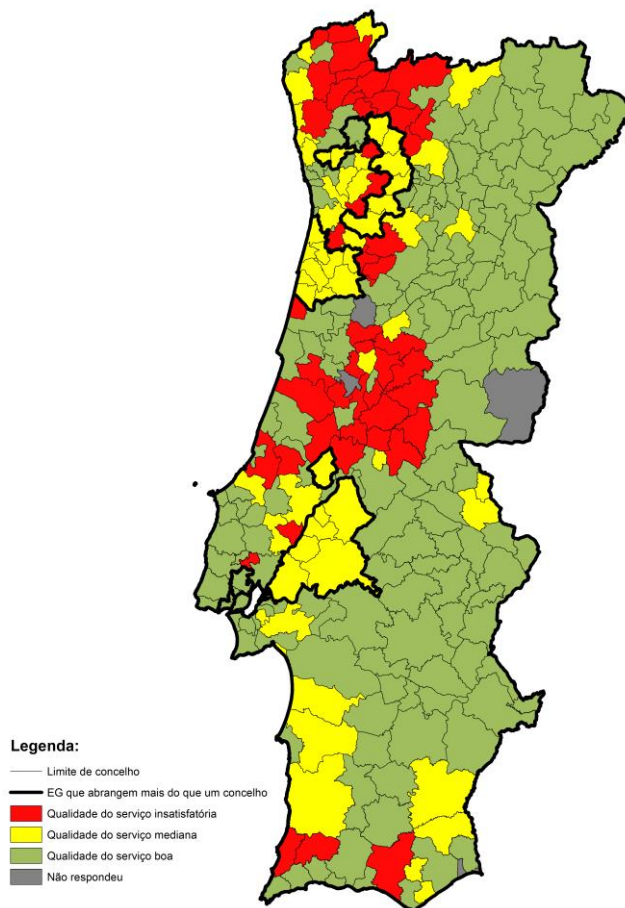 Legenda:
Limite de concelho
EG que abrangem mais do que um concelho
Qualidade do serviço insatisfatória
Qualidade do serviço mediana
Qualidade do serviço boa
Não respondeu